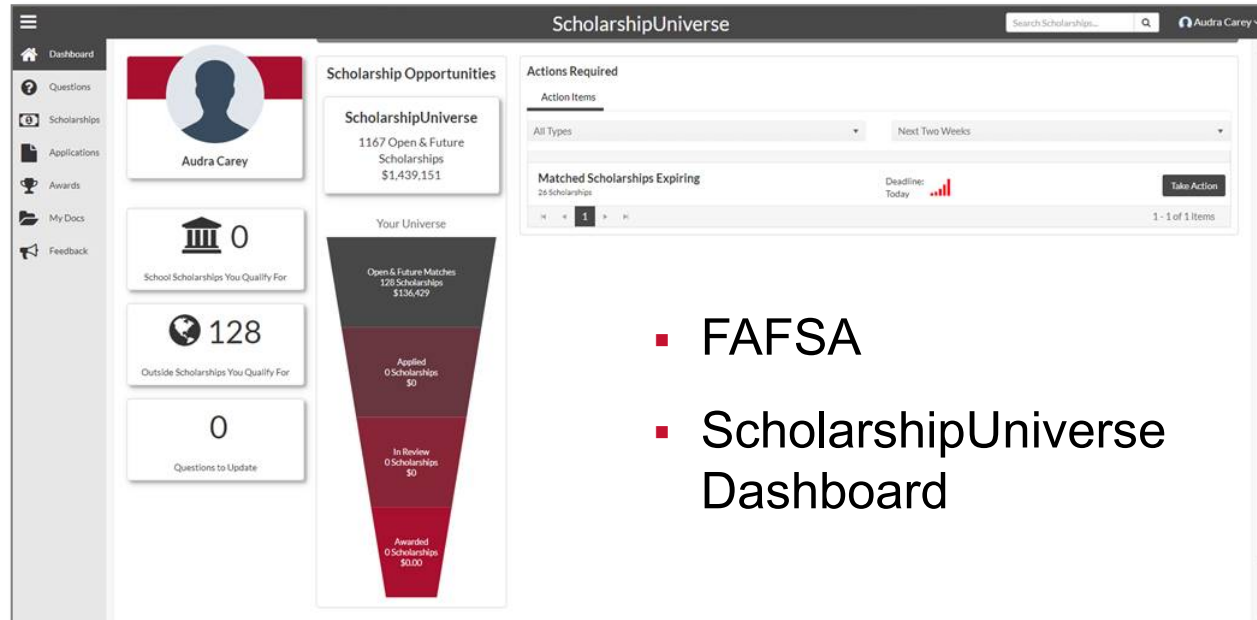 ScholarshipUniverse
Search Scholarships...
Audra Carey
Dashboard
Questions
Scholarships
Applications
Awards
My Docs
Feedback
Audra Carey
0
School Scholarships You Qualify For
128
Outside Scholarships You Qualify For
0
Questions to Update
Scholarship Opportunities
ScholarshipUniverse
1167 Open & Future
Scholarships
$1,439,151
Your Universe
Open & Future Matches
128 Scholarships
$136,429
Applied
0 Scholarships
$0
In Review
0 Scholarships
$0
Awarded
0 Scholarships
$0.00
Actions Required
Action Items
All Types
Next Two Weeks
Matched Scholarships Expiring
26 Scholarships
Deadline:
Today
Take Action
1
1 - 1 of 1 Items
▪ FAFSA
▪ ScholarshipUniverse
Dashboard